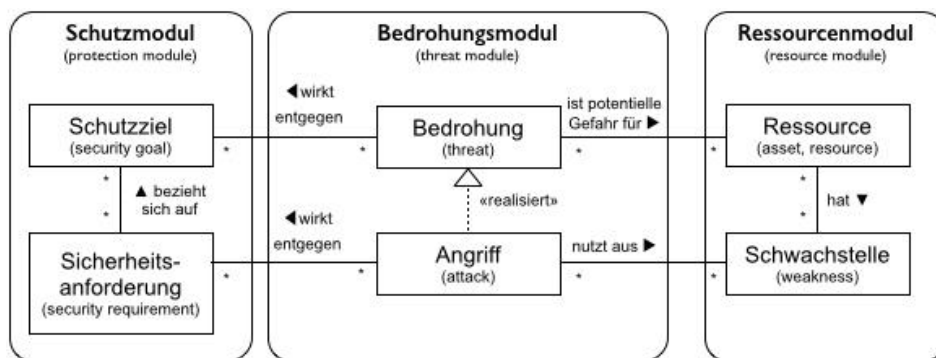 Schutzmodul
(protection module)
Bedrohungsmodul
(threat module)
Ressourcenmodul
(resource module)
Schutzziel
(security goal)
*
◀ wirkt
entgegen
*
Bedrohung
(threat)
*
ist potentielle
Gefahr für ▶
*
Ressource
(asset, resource)
*
▲ bezieht
sich auf
*
«realisiert»
*
hat ▼
*
Sicherheits-
anforderung
(security requirement)
*
◀ wirkt
entgegen
*
Angriff
(attack)
*
nutzt aus ▶
*
Schwachstelle
(weakness)